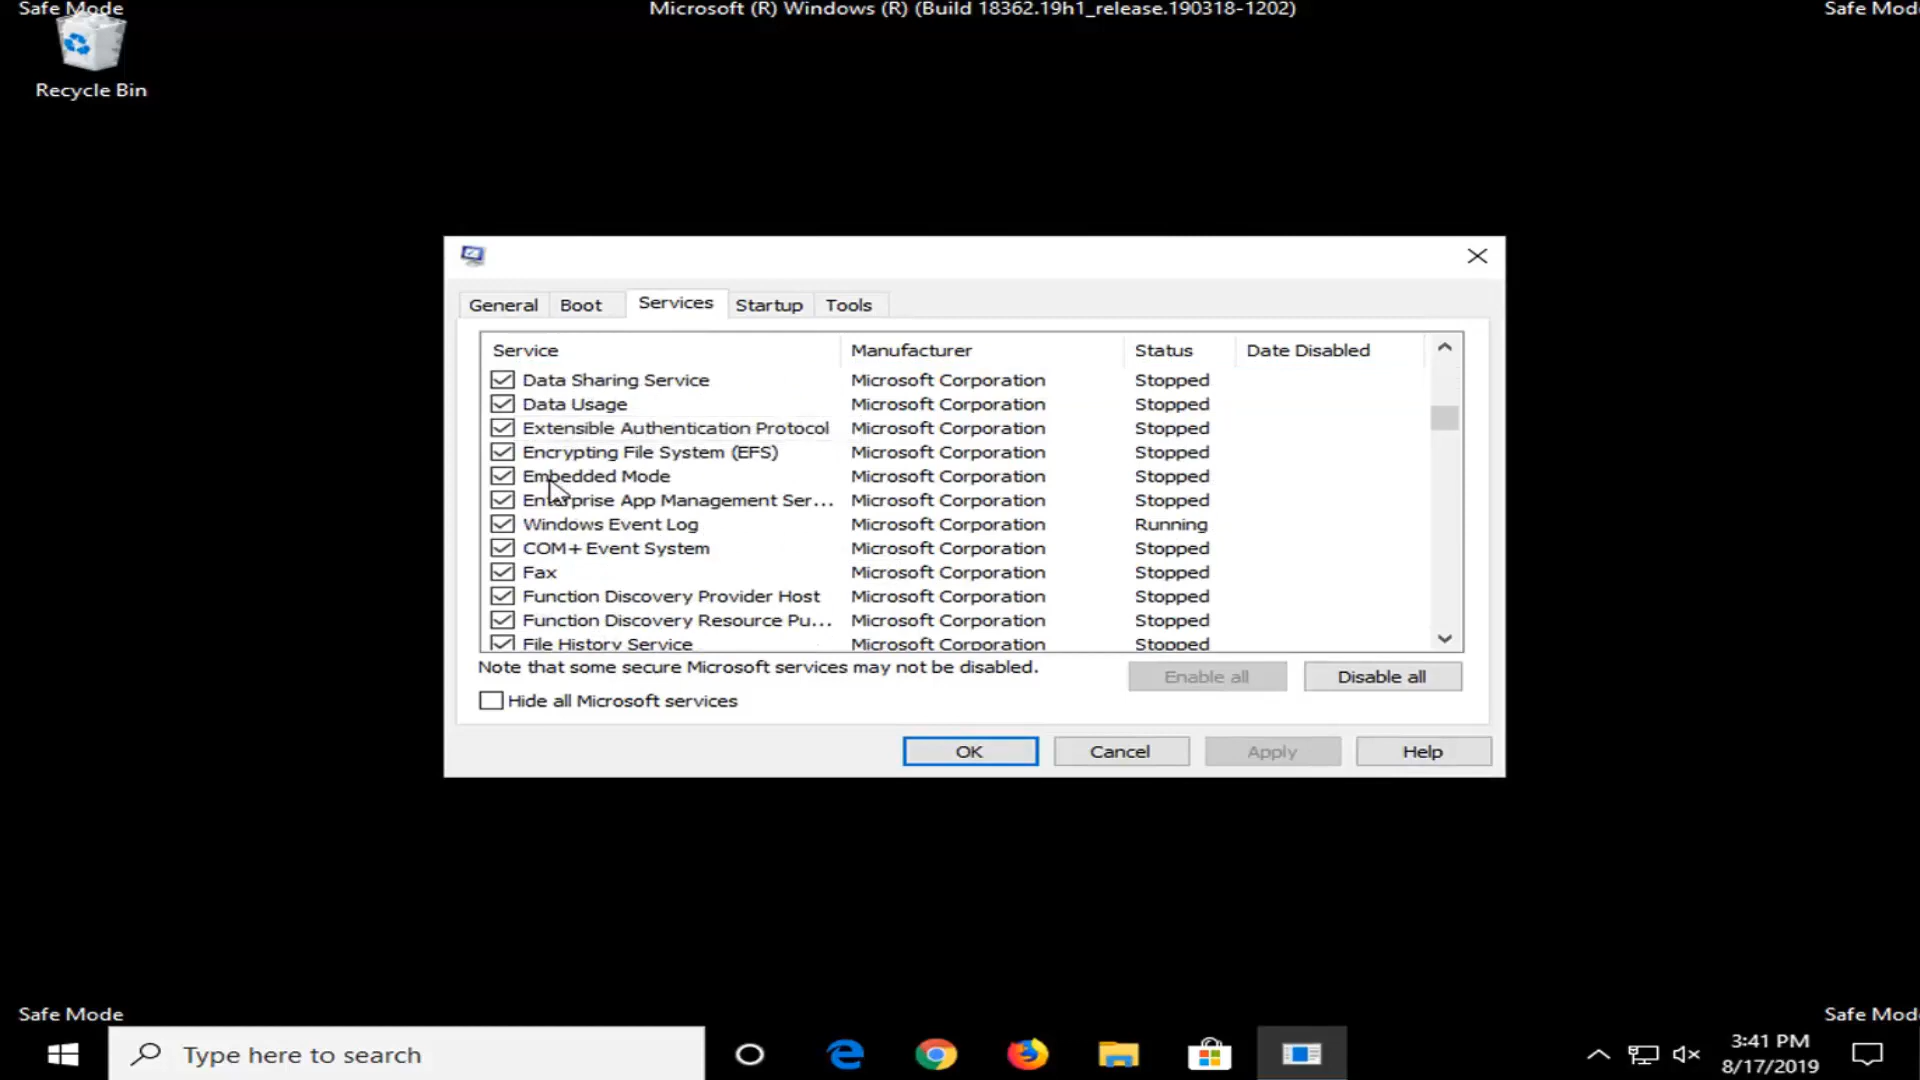 Safe Mode
Microsoft (R) Windows (R) (Build 18362.19h1_release.190318-1202)
Safe Mod
Recycle Bin
General Boot Services Startup Tools
Service Manufacturer Status Date Disabled
Data Sharing Service Microsoft Corporation Stopped
Data Usage Microsoft Corporation Stopped
Extensible Authentication Protocol Microsoft Corporation Stopped
Encrypting File System (EFS) Microsoft Corporation Stopped
Embedded Mode Microsoft Corporation Stopped
Enterprise App Management Ser... Microsoft Corporation Stopped
Windows Event Log Microsoft Corporation Running
COM+ Event System Microsoft Corporation Stopped
Fax Microsoft Corporation Stopped
Function Discovery Provider Host Microsoft Corporation Stopped
Function Discovery Resource Pu... Microsoft Corporation Stopped
File History Service Microsoft Corporation Stopped
Note that some secure Microsoft services may not be disabled.
Enable all Disable all
Hide all Microsoft services
OK Cancel Apply Help
Safe Mode
Safe Mod
Type here to search
3:41 PM
8/17/2019